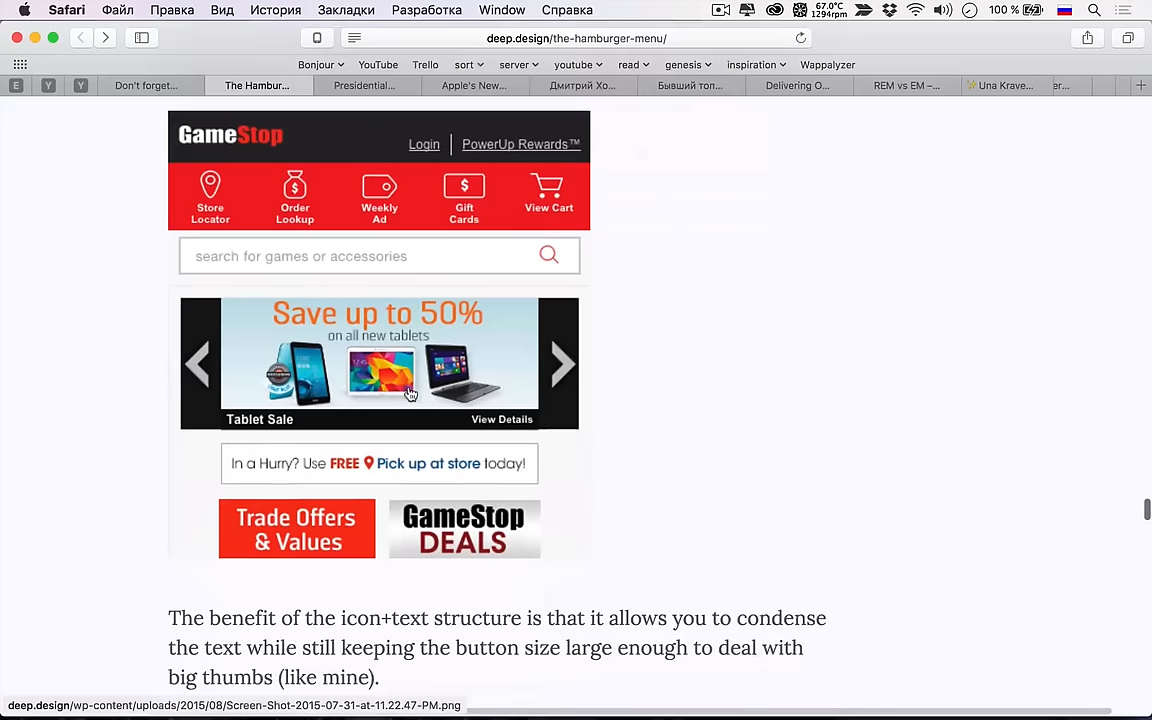 Safari Файл Правка Вид История Закладки Разработка Window Справка 67.0°C 1294rpm 100 %
deep.design/the-hamburger-menu/
Bonjour YouTube Trello sort server youtube read genesis inspiration Wappalyzer
E Y Y Don't forget... The Hambur... Presidential... Apple's New... Дмитрий Хо... Бывший топ... Delivering O... REM vs EM –... Una Krave... er...
GameStop
Login PowerUp Rewards™
Store Locator
Order Lookup
Weekly Ad
Gift Cards
View Cart
search for games or accessories
Save up to 50%
on all new tablets
Tablet Sale View Details
In a Hurry? Use FREE Pick up at store today!
Trade Offers
& Values
GameStop
DEALS
The benefit of the icon+text structure is that it allows you to condense
the text while still keeping the button size large enough to deal with
big thumbs (like mine).
deep.design/wp-content/uploads/2015/08/Screen-Shot-2015-07-31-at-11.22.47-PM.png